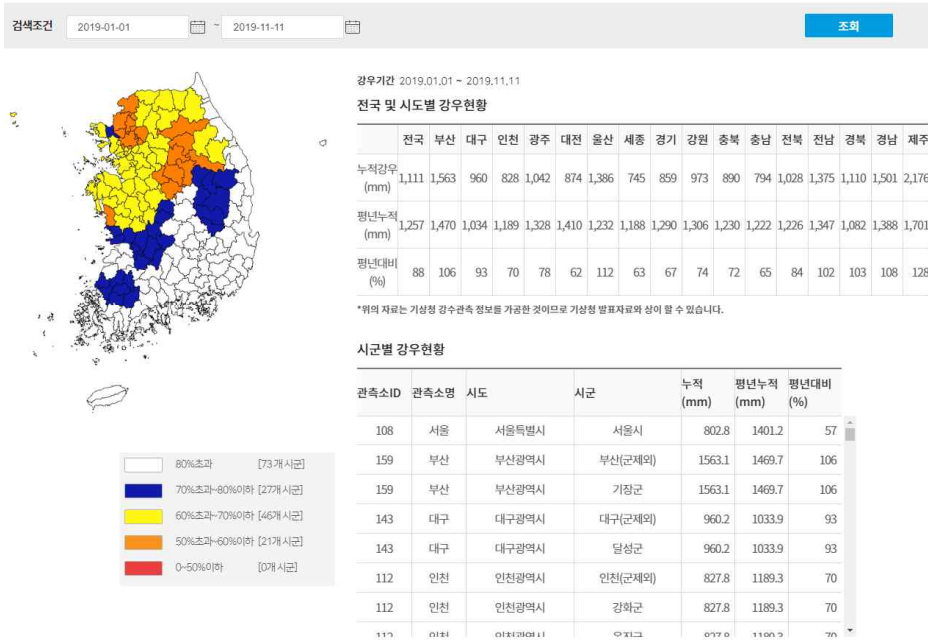 검색조건 2019-01-01 ~ 2019-11-11 조회
강우기간 2019.01.01 ~ 2019.11.11
전국 및 시도별 강우현황
전국 부산 대구 인천 광주 대전 울산 세종 경기 강원 충북 충남 전북 전남 경북 경남 제주
누적강우 (mm) 1,111 1,563 960 828 1,042 874 1,386 745 859 973 890 794 1,028 1,375 1,110 1,501 2,176
평년누적 (mm) 1,257 1,470 1,034 1,189 1,328 1,410 1,232 1,188 1,290 1,306 1,230 1,222 1,226 1,347 1,082 1,388 1,701
평년대비 (%) 88 106 93 70 78 62 112 63 67 74 72 65 84 102 103 108 128
*위의 자료는 기상청 강수관측 정보를 가공한 것이므로 기상청 발표자료와 상이 할 수 있습니다.
시군별 강우현황
관측소ID 관측소명 시도 시군 누적 (mm) 평년누적 (mm) 평년대비 (%)
108 서울 서울특별시 서울시 802.8 1401.2 57
159 부산 부산광역시 부산(군제외) 1563.1 1469.7 106
159 부산 부산광역시 기장군 1563.1 1469.7 106
143 대구 대구광역시 대구(군제외) 960.2 1033.9 93
143 대구 대구광역시 달성군 960.2 1033.9 93
112 인천 인천광역시 인천(군제외) 827.8 1189.3 70
112 인천 인천광역시 강화군 827.8 1189.3 70
112 인천 인천광역시 옹진군 827.8 1189.3 70
80%초과 [73개 시군]
70%초과~80%이하 [27개 시군]
60%초과~70%이하 [46개 시군]
50%초과~60%이하 [21개 시군]
0~50%이하 [0개 시군]